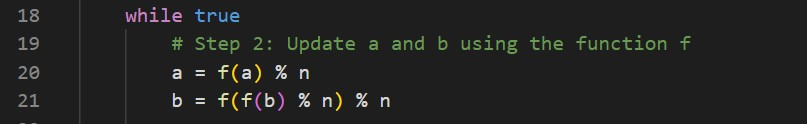 18 while true
19 # Step 2: Update a and b using the function f
20 a = f(a) % n
21 b = f(f(b) % n) % n